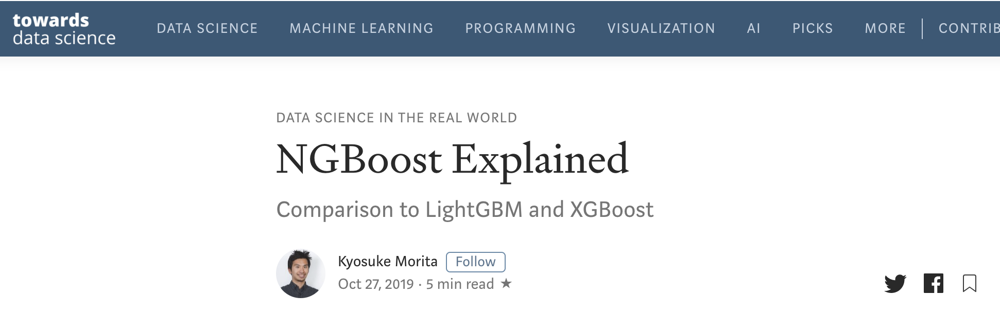 towards
data science
DATA SCIENCE MACHINE LEARNING PROGRAMMING VISUALIZATION AI PICKS MORE CONTRIB
DATA SCIENCE IN THE REAL WORLD
NGBoost Explained
Comparison to LightGBM and XGBoost
Kyosuke Morita Follow
Oct 27, 2019 · 5 min read ★